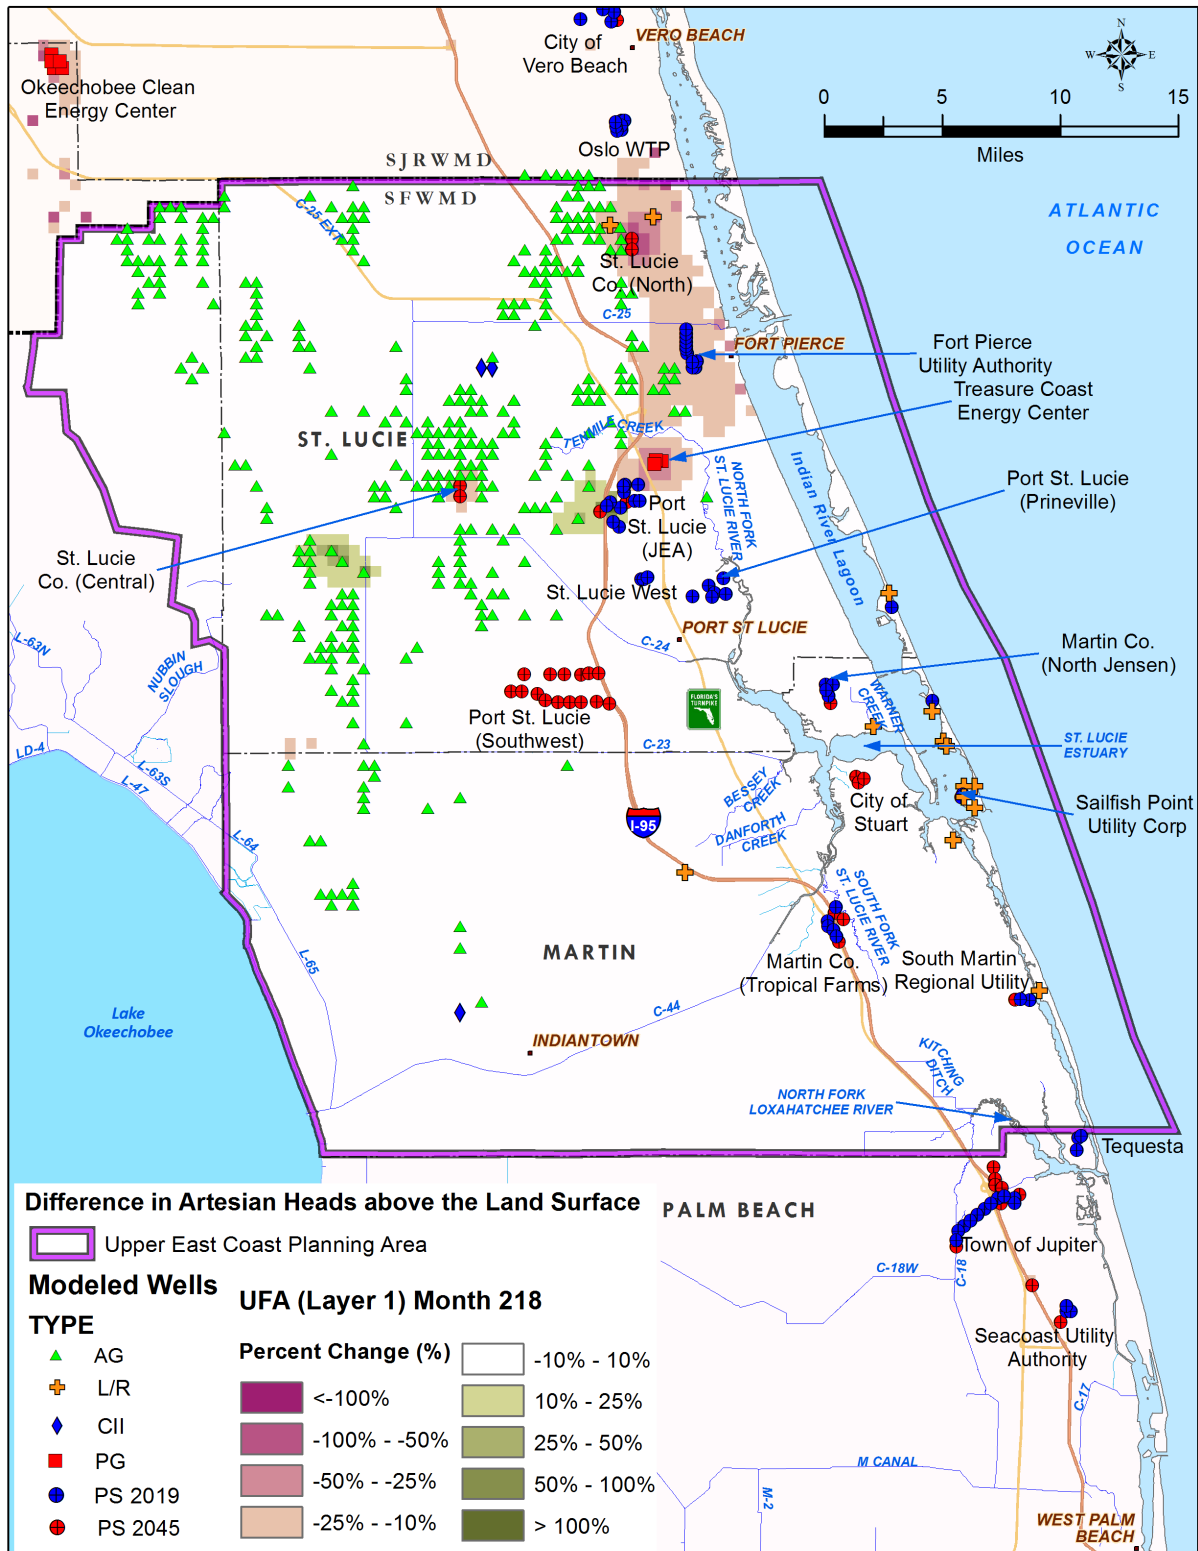 VERO BEACH
City of
Vero Beach
N
W
E
S
Okeechobee Clean
Energy Center
0
5
10
15
Miles
Oslo WTP
SJRWMD
SFWMD
C-25 EXT
ATLANTIC
OCEAN
St. Lucie
Co. (North)
C-25
FORT PIERCE
Fort Pierce
Utility Authority
Treasure Coast
Energy Center
ST. LUCIE
TENMILE CREEK
NORTH FORK
ST. LUCIE RIVER
Indian River Lagoon
Port St. Lucie
(Prineville)
Port
St. Lucie
(JEA)
St. Lucie
Co. (Central)
St. Lucie West
PORT ST LUCIE
C-24
L-63N
NUBBIN
SLOUGH
Martin Co.
(North Jensen)
WARNER
CREEK
FLORIDA'S
TURNPIKE
Port St. Lucie
(Southwest)
C-23
ST. LUCIE
ESTUARY
LD-4
L-63S
L-47
BESSEY
CREEK
City of
Stuart
Sailfish Point
Utility Corp
I-95
DANFORTH
CREEK
L-64
SOUTH FORK
ST. LUCIE RIVER
L-65
MARTIN
Martin Co.
(Tropical Farms)
South Martin
Regional Utility
C-44
Lake
Okeechobee
INDIANTOWN
KITCHING
DITCH
NORTH FORK
LOXAHATCHEE RIVER
Tequesta
PALM BEACH
Town of Jupiter
C-18W
C-18
Seacoast Utility
Authority
C-17
M CANAL
M-2
WEST PALM
BEACH
Difference in Artesian Heads above the Land Surface
Upper East Coast Planning Area
Modeled Wells
TYPE
AG
L/R
CII
PG
PS 2019
PS 2045
UFA (Layer 1) Month 218
Percent Change (%)
<-100%
-100% - -50%
-50% - -25%
-25% - -10%
-10% - 10%
10% - 25%
25% - 50%
50% - 100%
> 100%